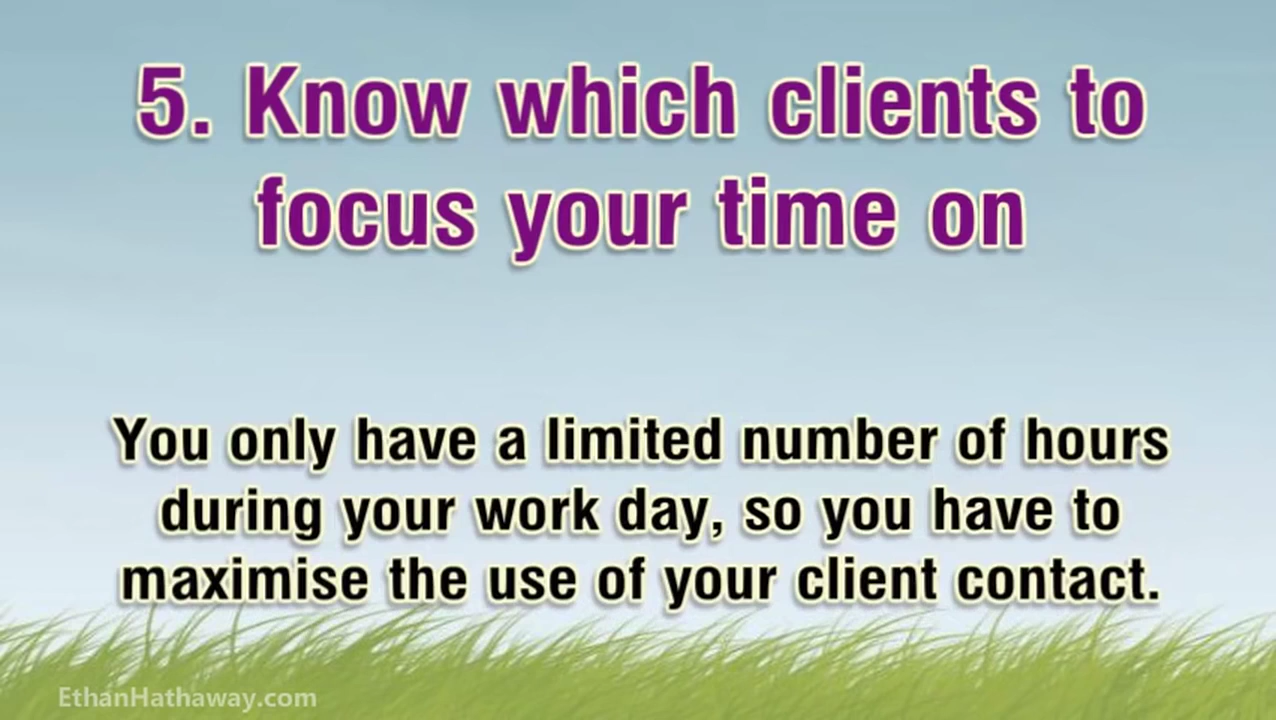 5. Know which clients to
focus your time on
You only have a limited number of hours
during your work day, so you have to
maximise the use of your client contact.
EthanHathaway.com